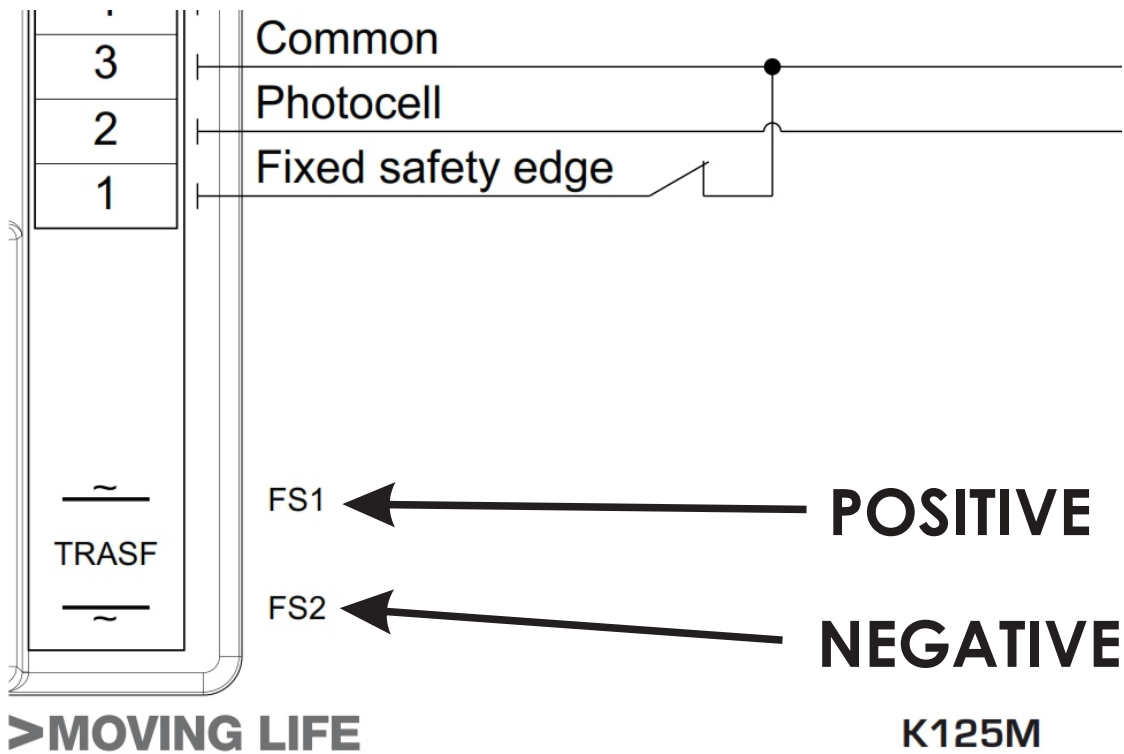 3
Common
2
Photocell
1
Fixed safety edge
~
FS1
POSITIVE
TRASF
FS2
~
NEGATIVE
>MOVING LIFE
K125M